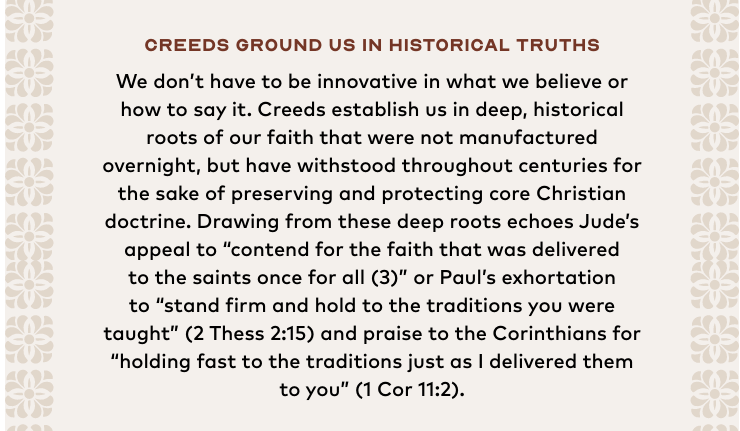 CREEDS GROUND US IN HISTORICAL TRUTHS
We don’t have to be innovative in what we believe or
how to say it. Creeds establish us in deep, historical
roots of our faith that were not manufactured
overnight, but have withstood throughout centuries for
the sake of preserving and protecting core Christian
doctrine. Drawing from these deep roots echoes Jude’s
appeal to “contend for the faith that was delivered
to the saints once for all (3)” or Paul’s exhortation
to “stand firm and hold to the traditions you were
taught” (2 Thess 2:15) and praise to the Corinthians for
“holding fast to the traditions just as I delivered them
to you” (1 Cor 11:2).